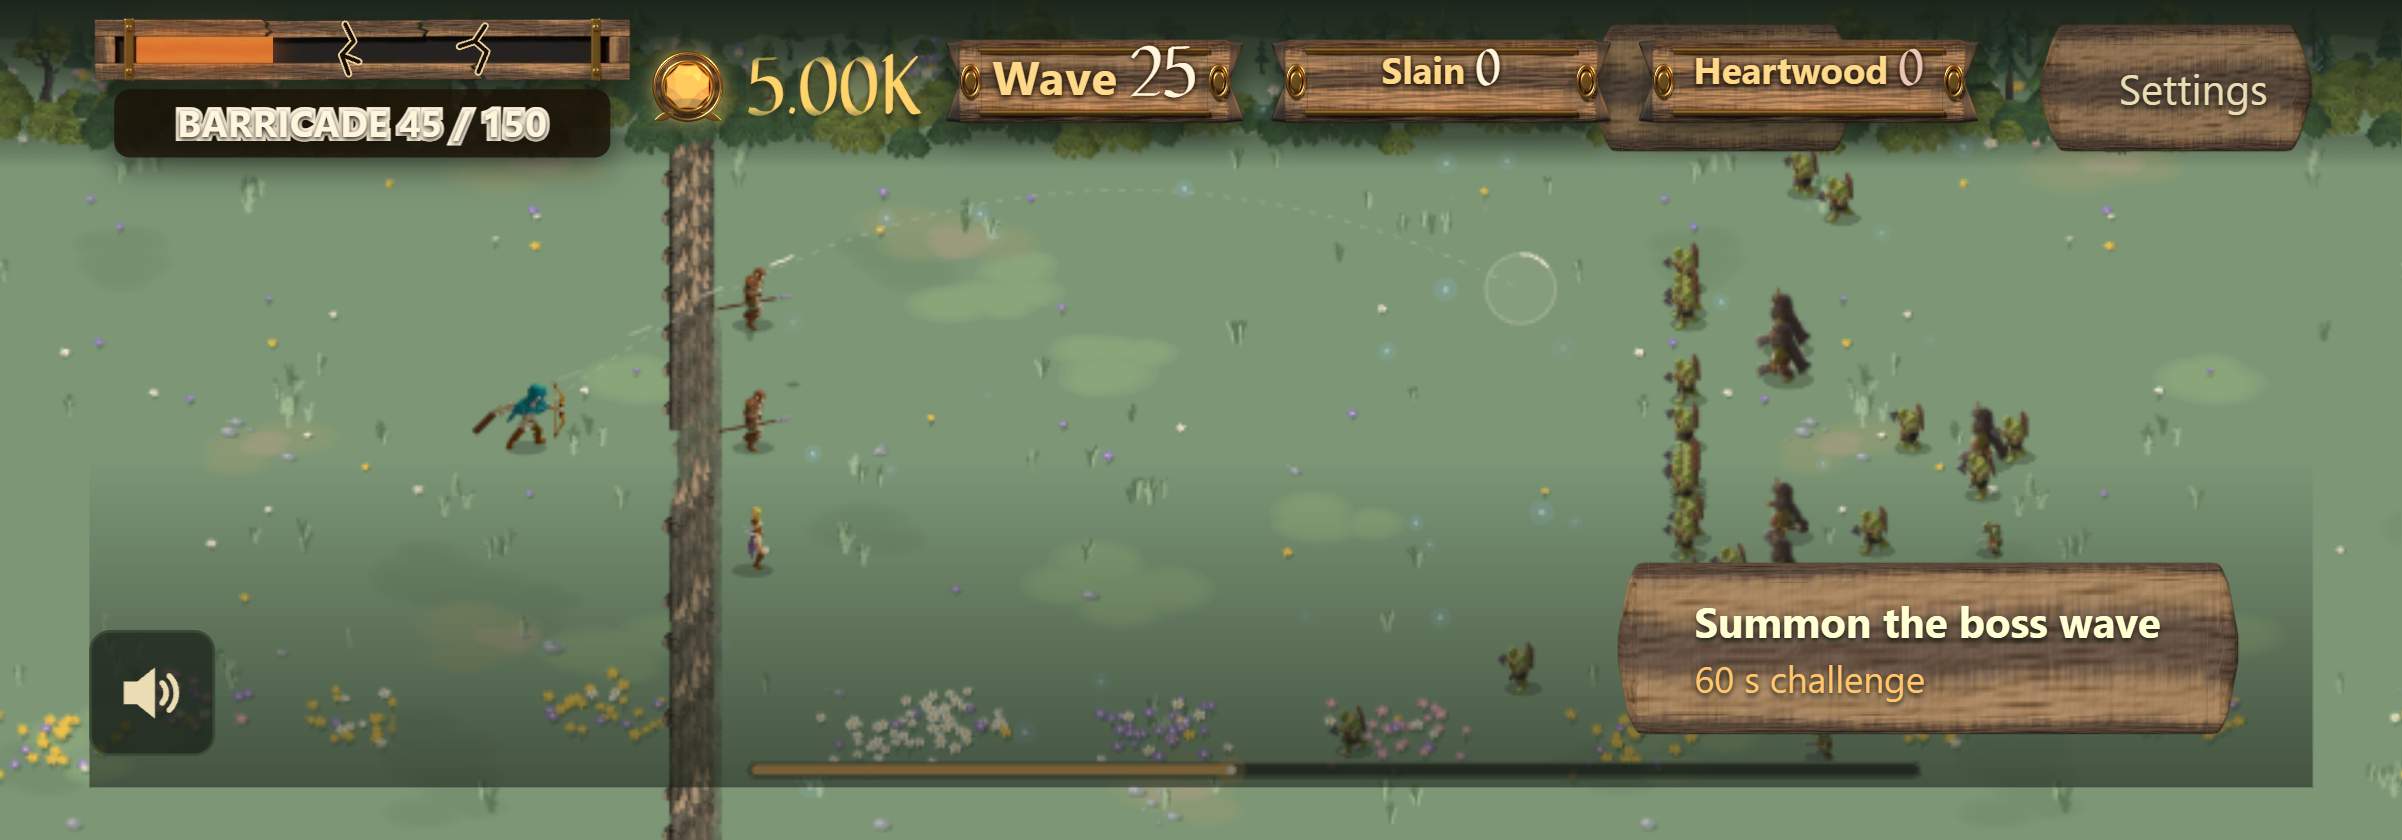 BARRICADE 45 / 150
5.00K
Wave 25
Slain 0
Heartwood 0
Settings
Summon the boss wave
60 s challenge